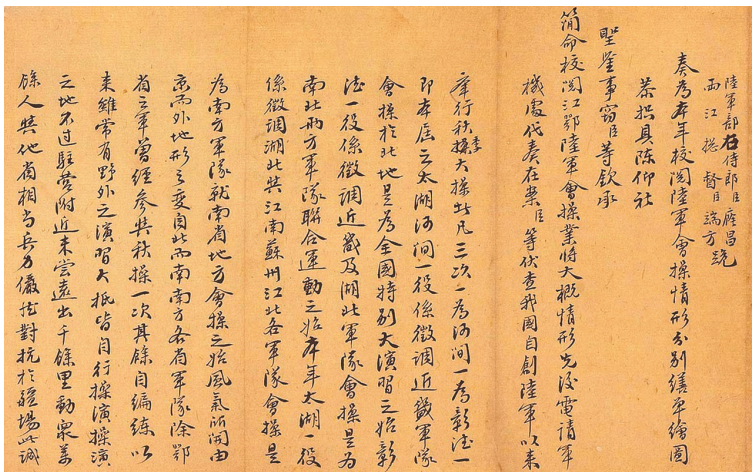 陸軍部右侍郎臣廕昌跪
兩江總督臣端方
奏為本年校閱陸軍會操情形分別繕單繪圖
恭摺具陳仰祈
聖鑒事竊臣等欽承
簡命校閱江鄂陸軍會操業將大概情形先後電請軍
機處代奏在案臣等伏查我國自創陸軍以來
舉行秋季大操此凡三次一為河間一為彰德一
即本屆之太湖河間一役係徵調近畿軍隊
會操於北地是為全國特別大演習之始彰
德一役係徵調近畿及湖北軍隊會操是為
南北兩方軍隊聯合運動之始本年太湖一役
係徵調湖北與江南蘇州江北各軍隊會操是
為南方軍隊就南省地方會操之始風氣所開由
京而外地形之變自北而南南方各省軍隊除鄂
省之軍曾經參與秋操一次其餘自編練以
來雖常有野外之演習大抵皆自行操演操演
之地不過駐營附近未嘗遠出千餘里動衆萬
餘人與他省相當兵力儼然對抗於疆場此誠